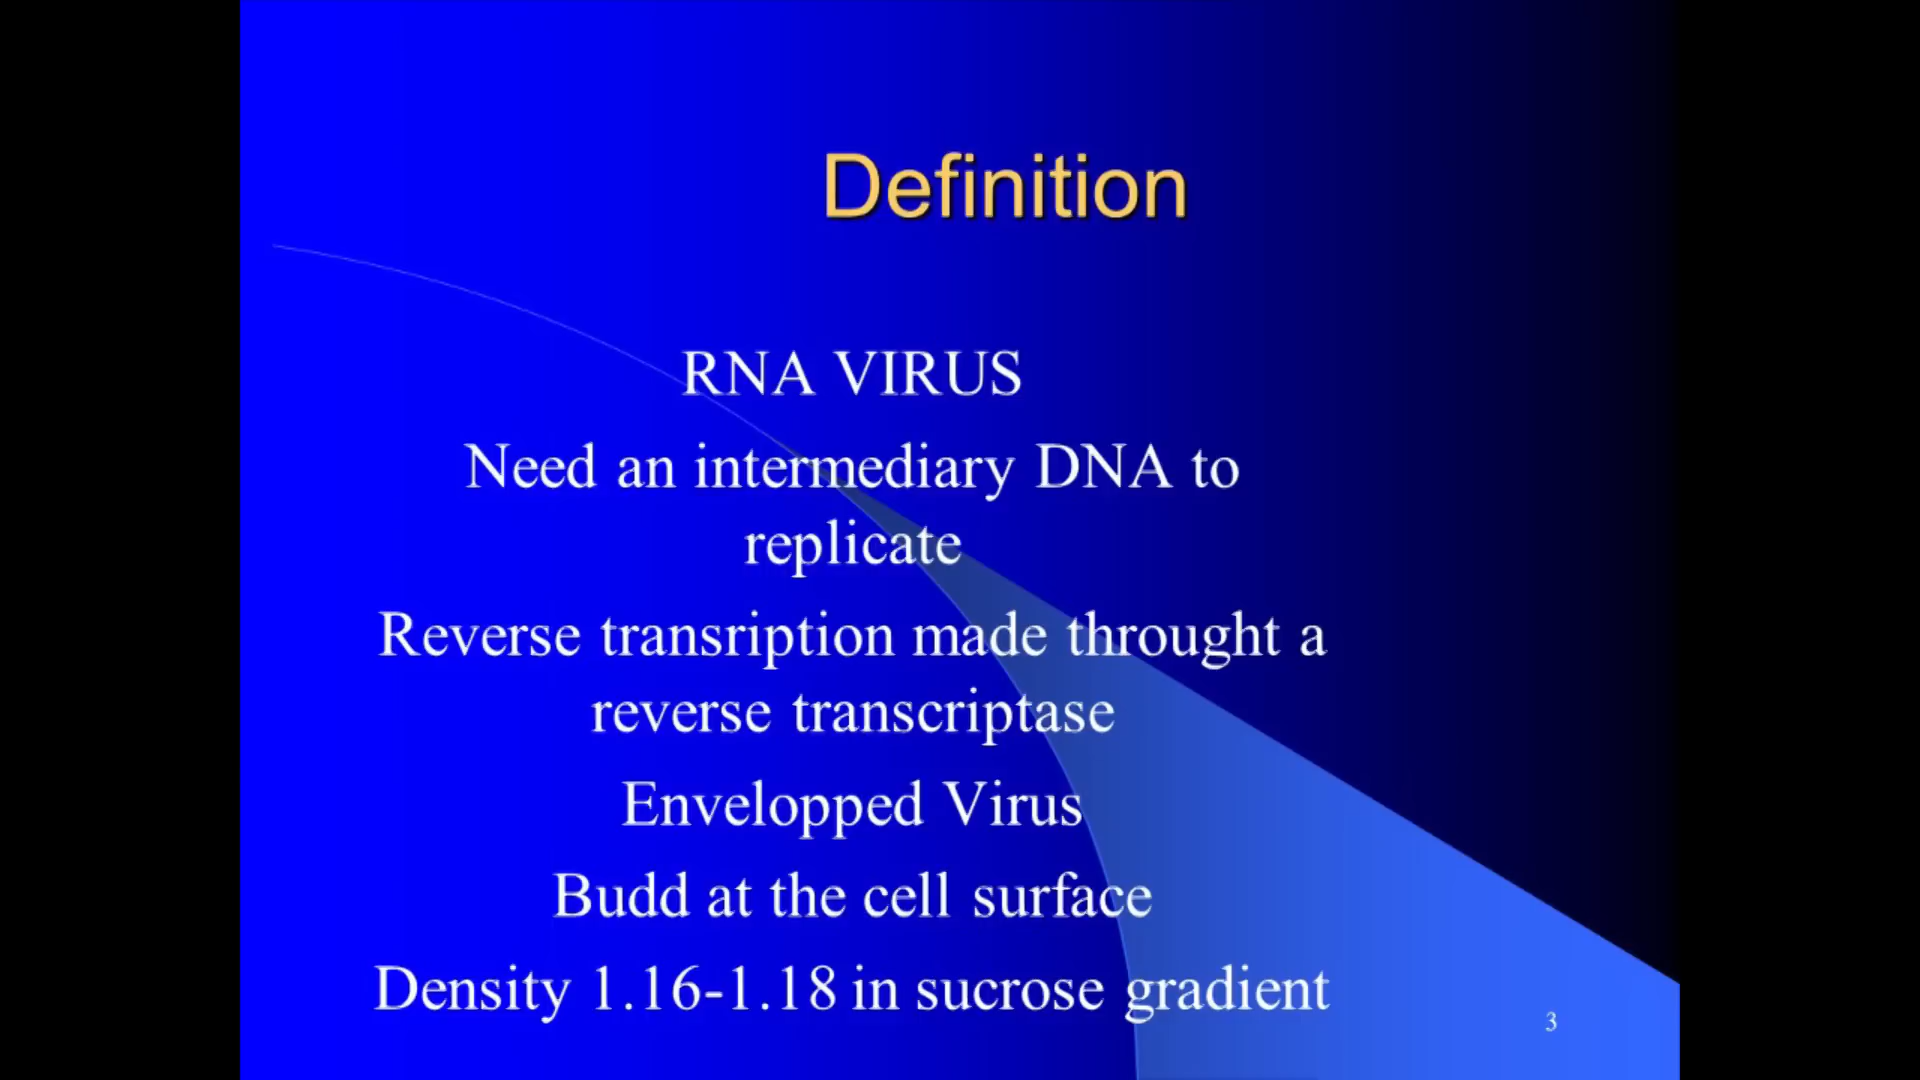 Definition
RNA VIRUS
Need an intermediary DNA to
replicate
Reverse transription made throught a
reverse transcriptase
Envelopped Virus
Budd at the cell surface
Density 1.16-1.18 in sucrose gradient
3